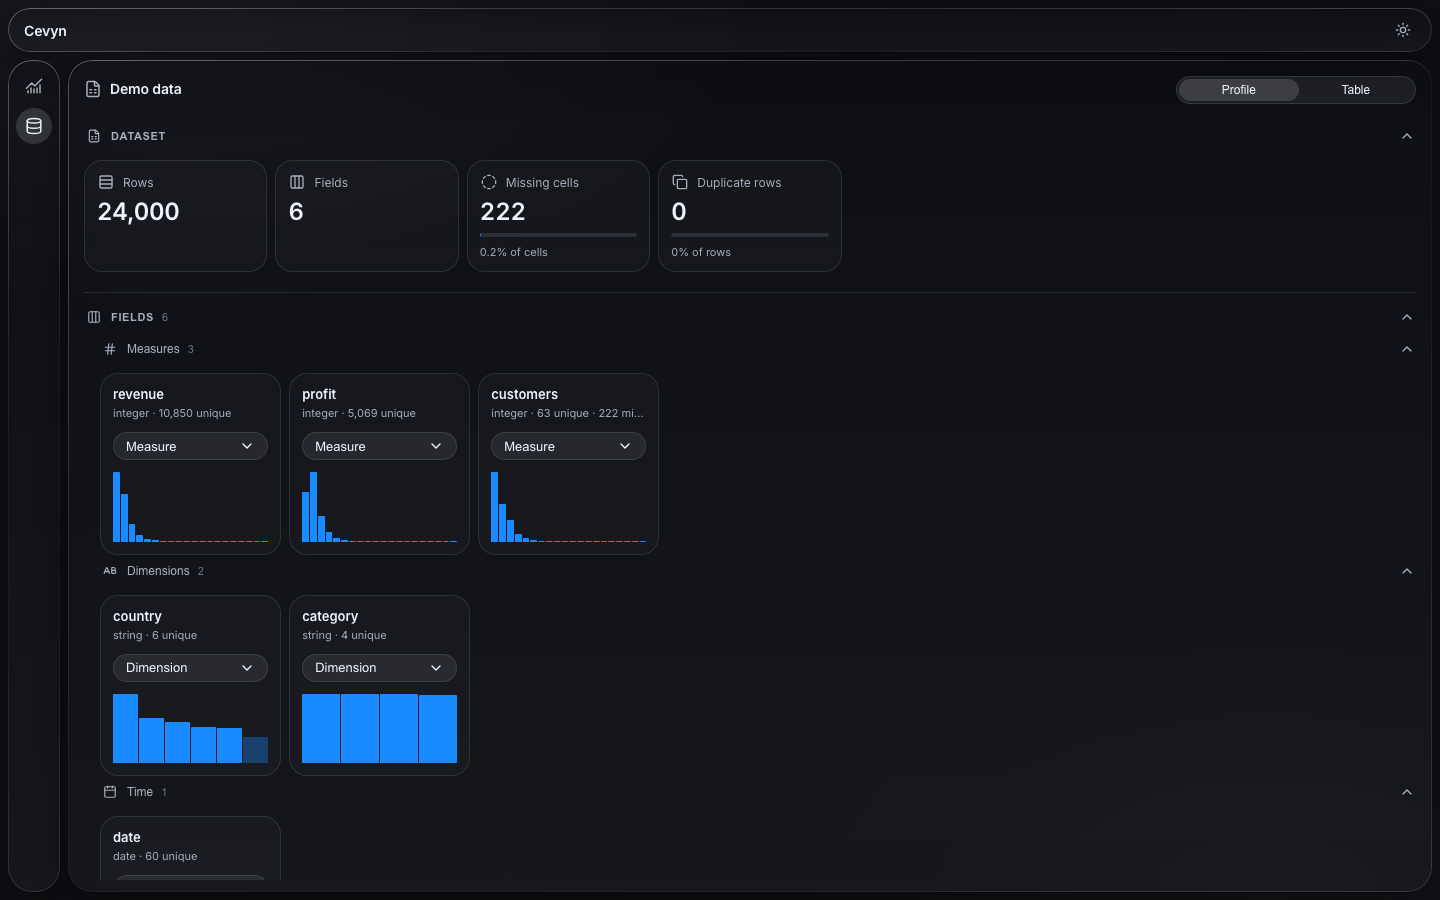 Cevyn
Demo data
Profile
Table
DATASET
Rows
24,000
Fields
6
Missing cells
222
0.2% of cells
Duplicate rows
0
0% of rows
FIELDS 6
Measures 3
revenue
integer · 10,850 unique
Measure
profit
integer · 5,069 unique
Measure
customers
integer · 63 unique · 222 mi...
Measure
AB Dimensions 2
country
string · 6 unique
Dimension
category
string · 4 unique
Dimension
Time 1
date
date · 60 unique